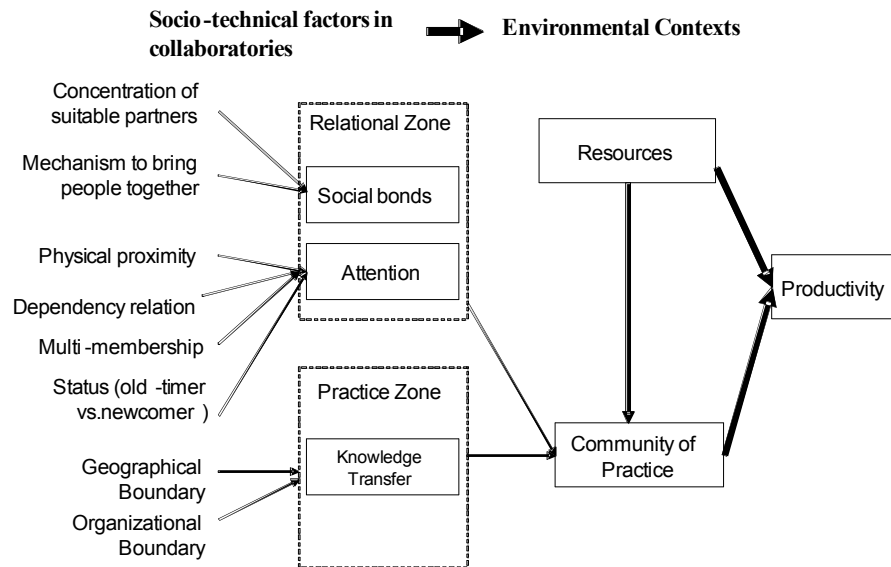 Socio-technical factors in
collaboratories
Environmental Contexts
Concentration of
suitable partners
Mechanism to bring
people together
Physical proximity
Dependency relation
Multi-membership
Status (old-timer
vs.newcomer )
Geographical
Boundary
Organizational
Boundary
Relational Zone
Social bonds
Attention
Practice Zone
Knowledge
Transfer
Resources
Community of
Practice
Productivity